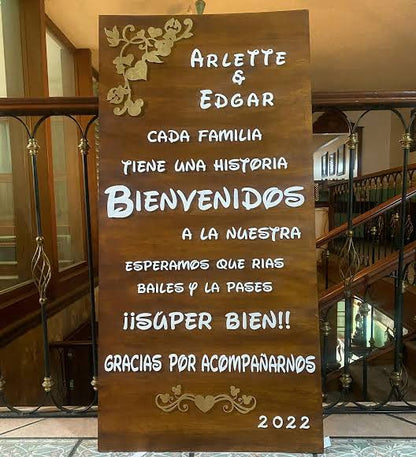 ARLETTE
&
EDGAR
CADA FAMILIA
TIENE UNA HISTORIA
BIENVENIDOS
A LA NUESTRA
ESPERAMOS QUE RIAS
BAILES Y LA PASES
¡¡SÚPER BIEN!!
GRACIAS POR ACOMPAÑARNOS
2022